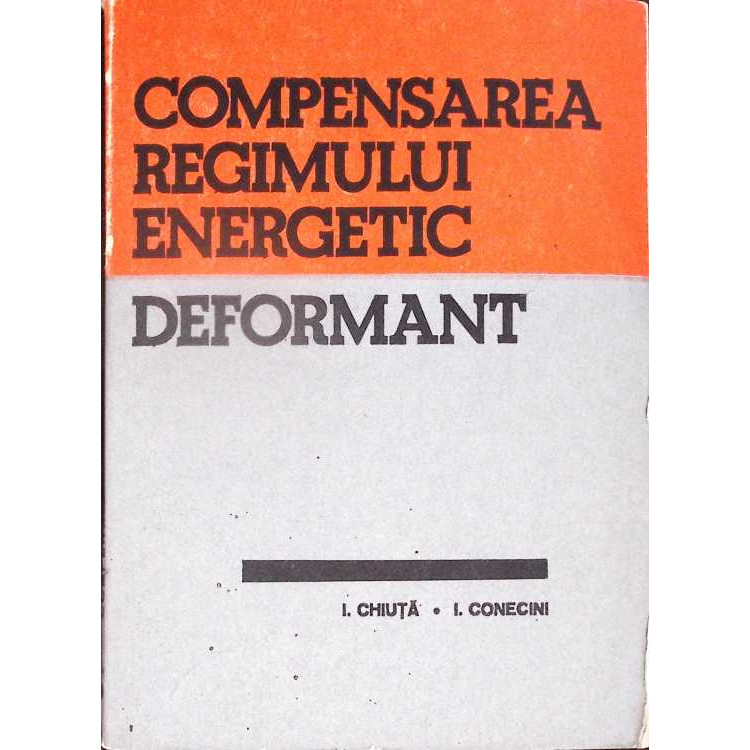 COMPENSAREA
REGIMULUI
ENERGETIC
DEFORMANT
I. CHIUȚĂ • I. CONECINI